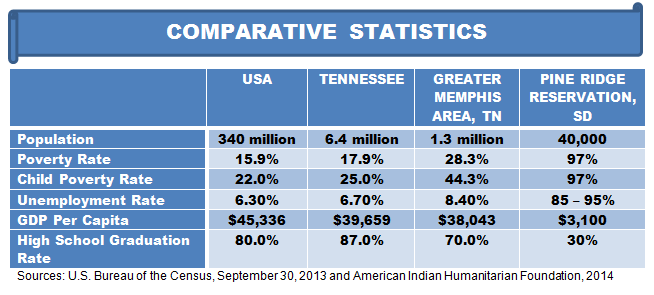 COMPARATIVE STATISTICS
USA TENNESSEE GREATER MEMPHIS AREA, TN PINE RIDGE RESERVATION, SD
Population 340 million 6.4 million 1.3 million 40,000
Poverty Rate 15.9% 17.9% 28.3% 97%
Child Poverty Rate 22.0% 25.0% 44.3% 97%
Unemployment Rate 6.30% 6.70% 8.40% 85 – 95%
GDP Per Capita $45,336 $39,659 $38,043 $3,100
High School Graduation Rate 80.0% 87.0% 70.0% 30%
Sources: U.S. Bureau of the Census, September 30, 2013 and American Indian Humanitarian Foundation, 2014